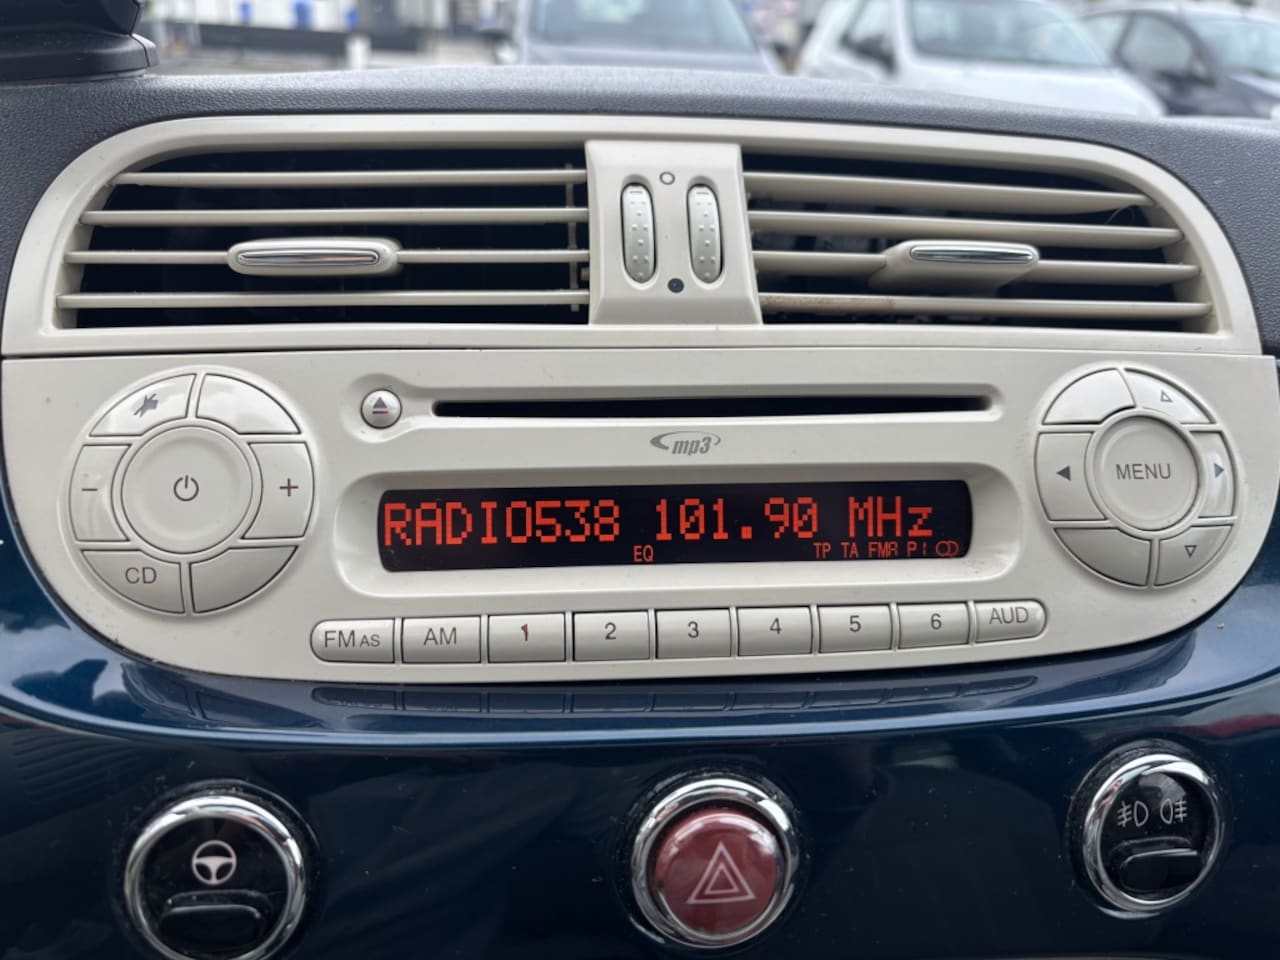 mp3
RADIO538 101.90 MHz
EQ TP TA FMR PI
MENU
CD
FM AS AM 1 2 3 4 5 6 AUD